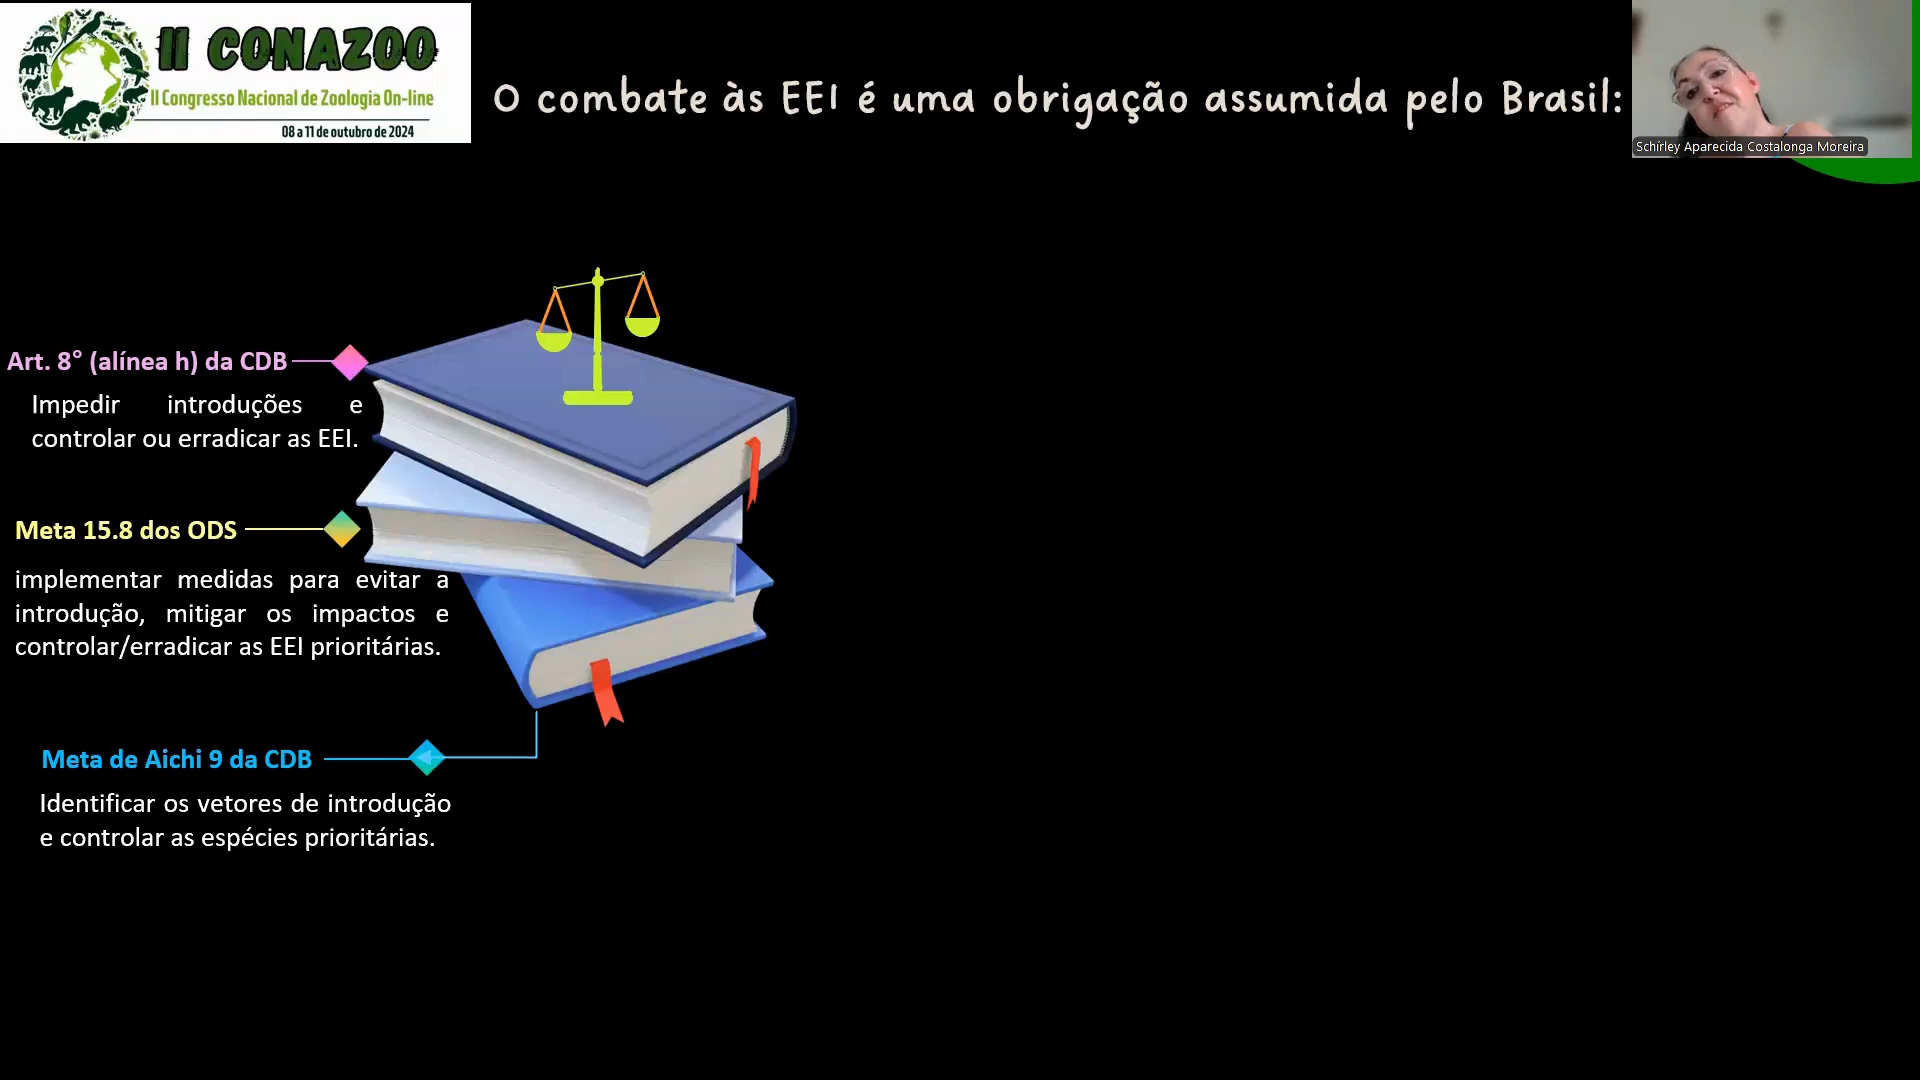 II CONAZOO
II Congresso Nacional de Zoologia On-line
08 a 11 de outubro de 2024
O combate às EEI é uma obrigação assumida pelo Brasil:
Schírley Aparecida Costalonga Moreira
Art. 8° (alínea h) da CDB
Impedir introduções e
controlar ou erradicar as EEI.
Meta 15.8 dos ODS
implementar medidas para evitar a
introdução, mitigar os impactos e
controlar/erradicar as EEI prioritárias.
Meta de Aichi 9 da CDB
Identificar os vetores de introdução
e controlar as espécies prioritárias.